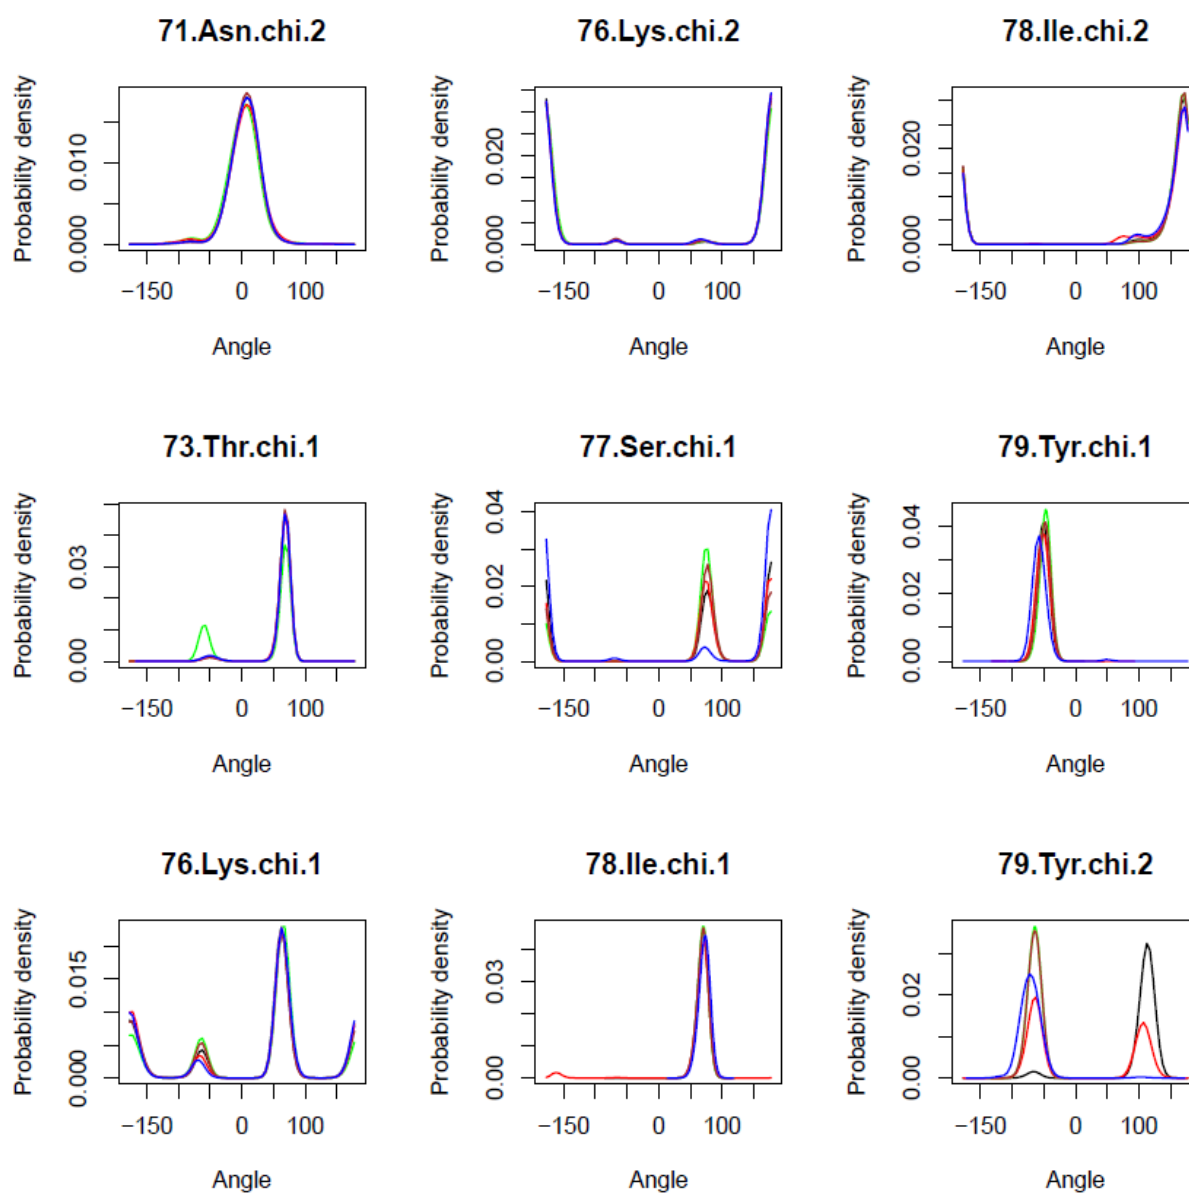 71.Asn.chi.2
Probability density
0.000 0.010
−150 0 100
Angle
76.Lys.chi.2
Probability density
0.000 0.020
−150 0 100
Angle
78.Ile.chi.2
Probability density
0.000 0.020
−150 0 100
Angle
73.Thr.chi.1
Probability density
0.00 0.03
−150 0 100
Angle
77.Ser.chi.1
Probability density
0.00 0.02 0.04
−150 0 100
Angle
79.Tyr.chi.1
Probability density
0.00 0.02 0.04
−150 0 100
Angle
76.Lys.chi.1
Probability density
0.000 0.015
−150 0 100
Angle
78.Ile.chi.1
Probability density
0.00 0.03
−150 0 100
Angle
79.Tyr.chi.2
Probability density
0.00 0.02
−150 0 100
Angle